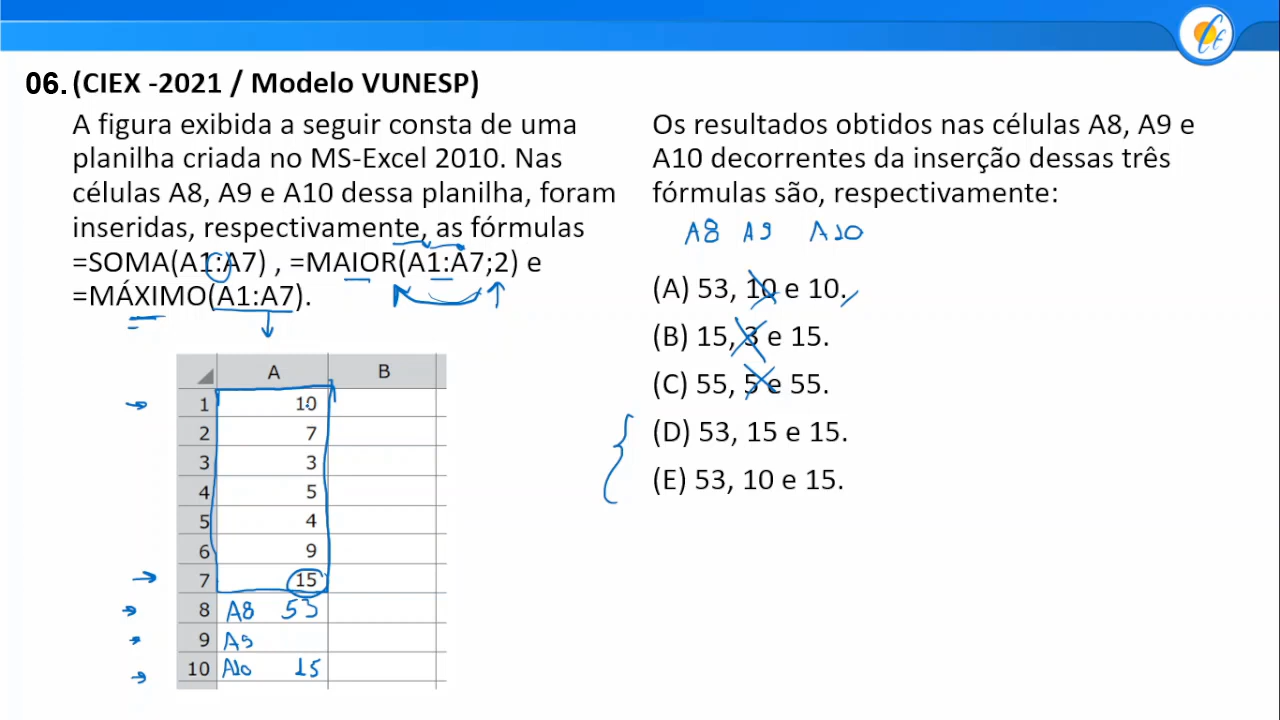 06. (CIEX -2021 / Modelo VUNESP)
A figura exibida a seguir consta de uma
planilha criada no MS-Excel 2010. Nas
células A8, A9 e A10 dessa planilha, foram
inseridas, respectivamente, as fórmulas
=SOMA(A1:A7) , =MAIOR(A1:A7;2) e
=MÁXIMO(A1:A7).
A B
1 10
2 7
3 3
4 5
5 4
6 9
7 15
8 A8 53
9 A9
10 A10 15
Os resultados obtidos nas células A8, A9 e
A10 decorrentes da inserção dessas três
fórmulas são, respectivamente:
A8 A9 A10
(A) 53, 10 e 10.
(B) 15, 3 e 15.
(C) 55, 5 e 55.
(D) 53, 15 e 15.
(E) 53, 10 e 15.